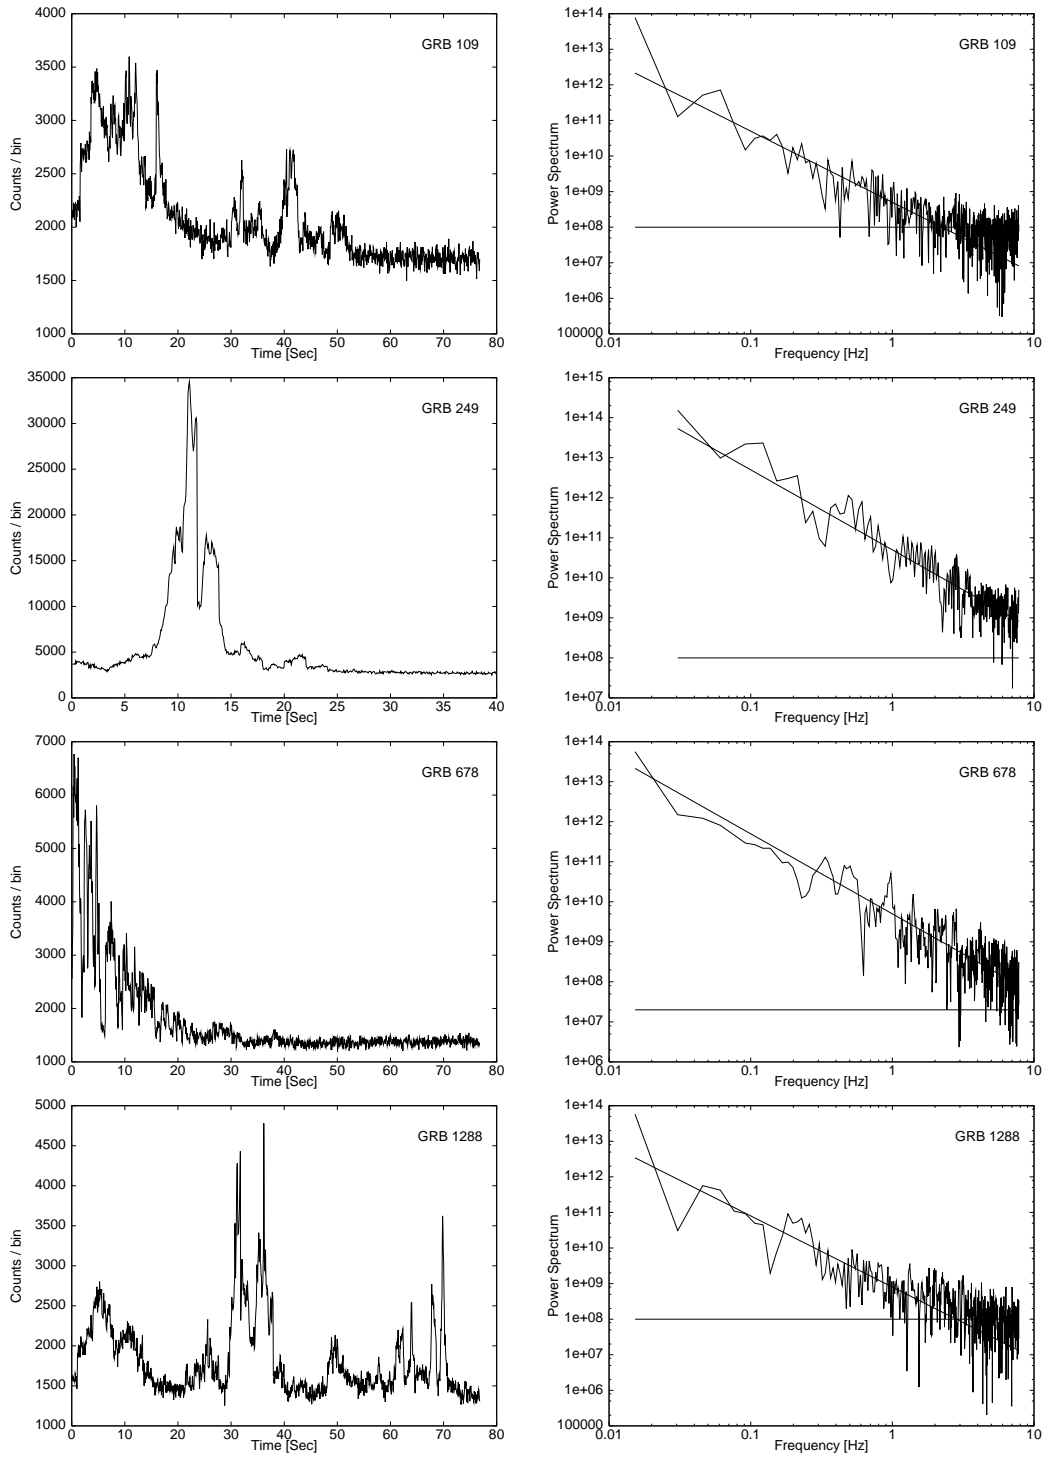 4000
3500
3000
2500
2000
1500
1000
Counts / bin
GRB 109
0 10 20 30 40 50 60 70 80
Time [Sec]
1e+14
1e+13
1e+12
1e+11
1e+10
1e+09
1e+08
1e+07
1e+06
100000
Power Spectrum
GRB 109
0.01 0.1 1 10
Frequency [Hz]
35000
30000
25000
20000
15000
10000
5000
0
Counts / bin
GRB 249
0 5 10 15 20 25 30 35 40
Time [Sec]
1e+15
1e+14
1e+13
1e+12
1e+11
1e+10
1e+09
1e+08
1e+07
Power Spectrum
GRB 249
0.01 0.1 1 10
Frequency [Hz]
7000
6000
5000
4000
3000
2000
1000
Counts / bin
GRB 678
0 10 20 30 40 50 60 70 80
Time [Sec]
1e+14
1e+13
1e+12
1e+11
1e+10
1e+09
1e+08
1e+07
1e+06
Power Spectrum
GRB 678
0.01 0.1 1 10
Frequency [Hz]
5000
4500
4000
3500
3000
2500
2000
1500
1000
Counts / bin
GRB 1288
0 10 20 30 40 50 60 70 80
Time [Sec]
1e+14
1e+13
1e+12
1e+11
1e+10
1e+09
1e+08
1e+07
1e+06
100000
Power Spectrum
GRB 1288
0.01 0.1 1 10
Frequency [Hz]